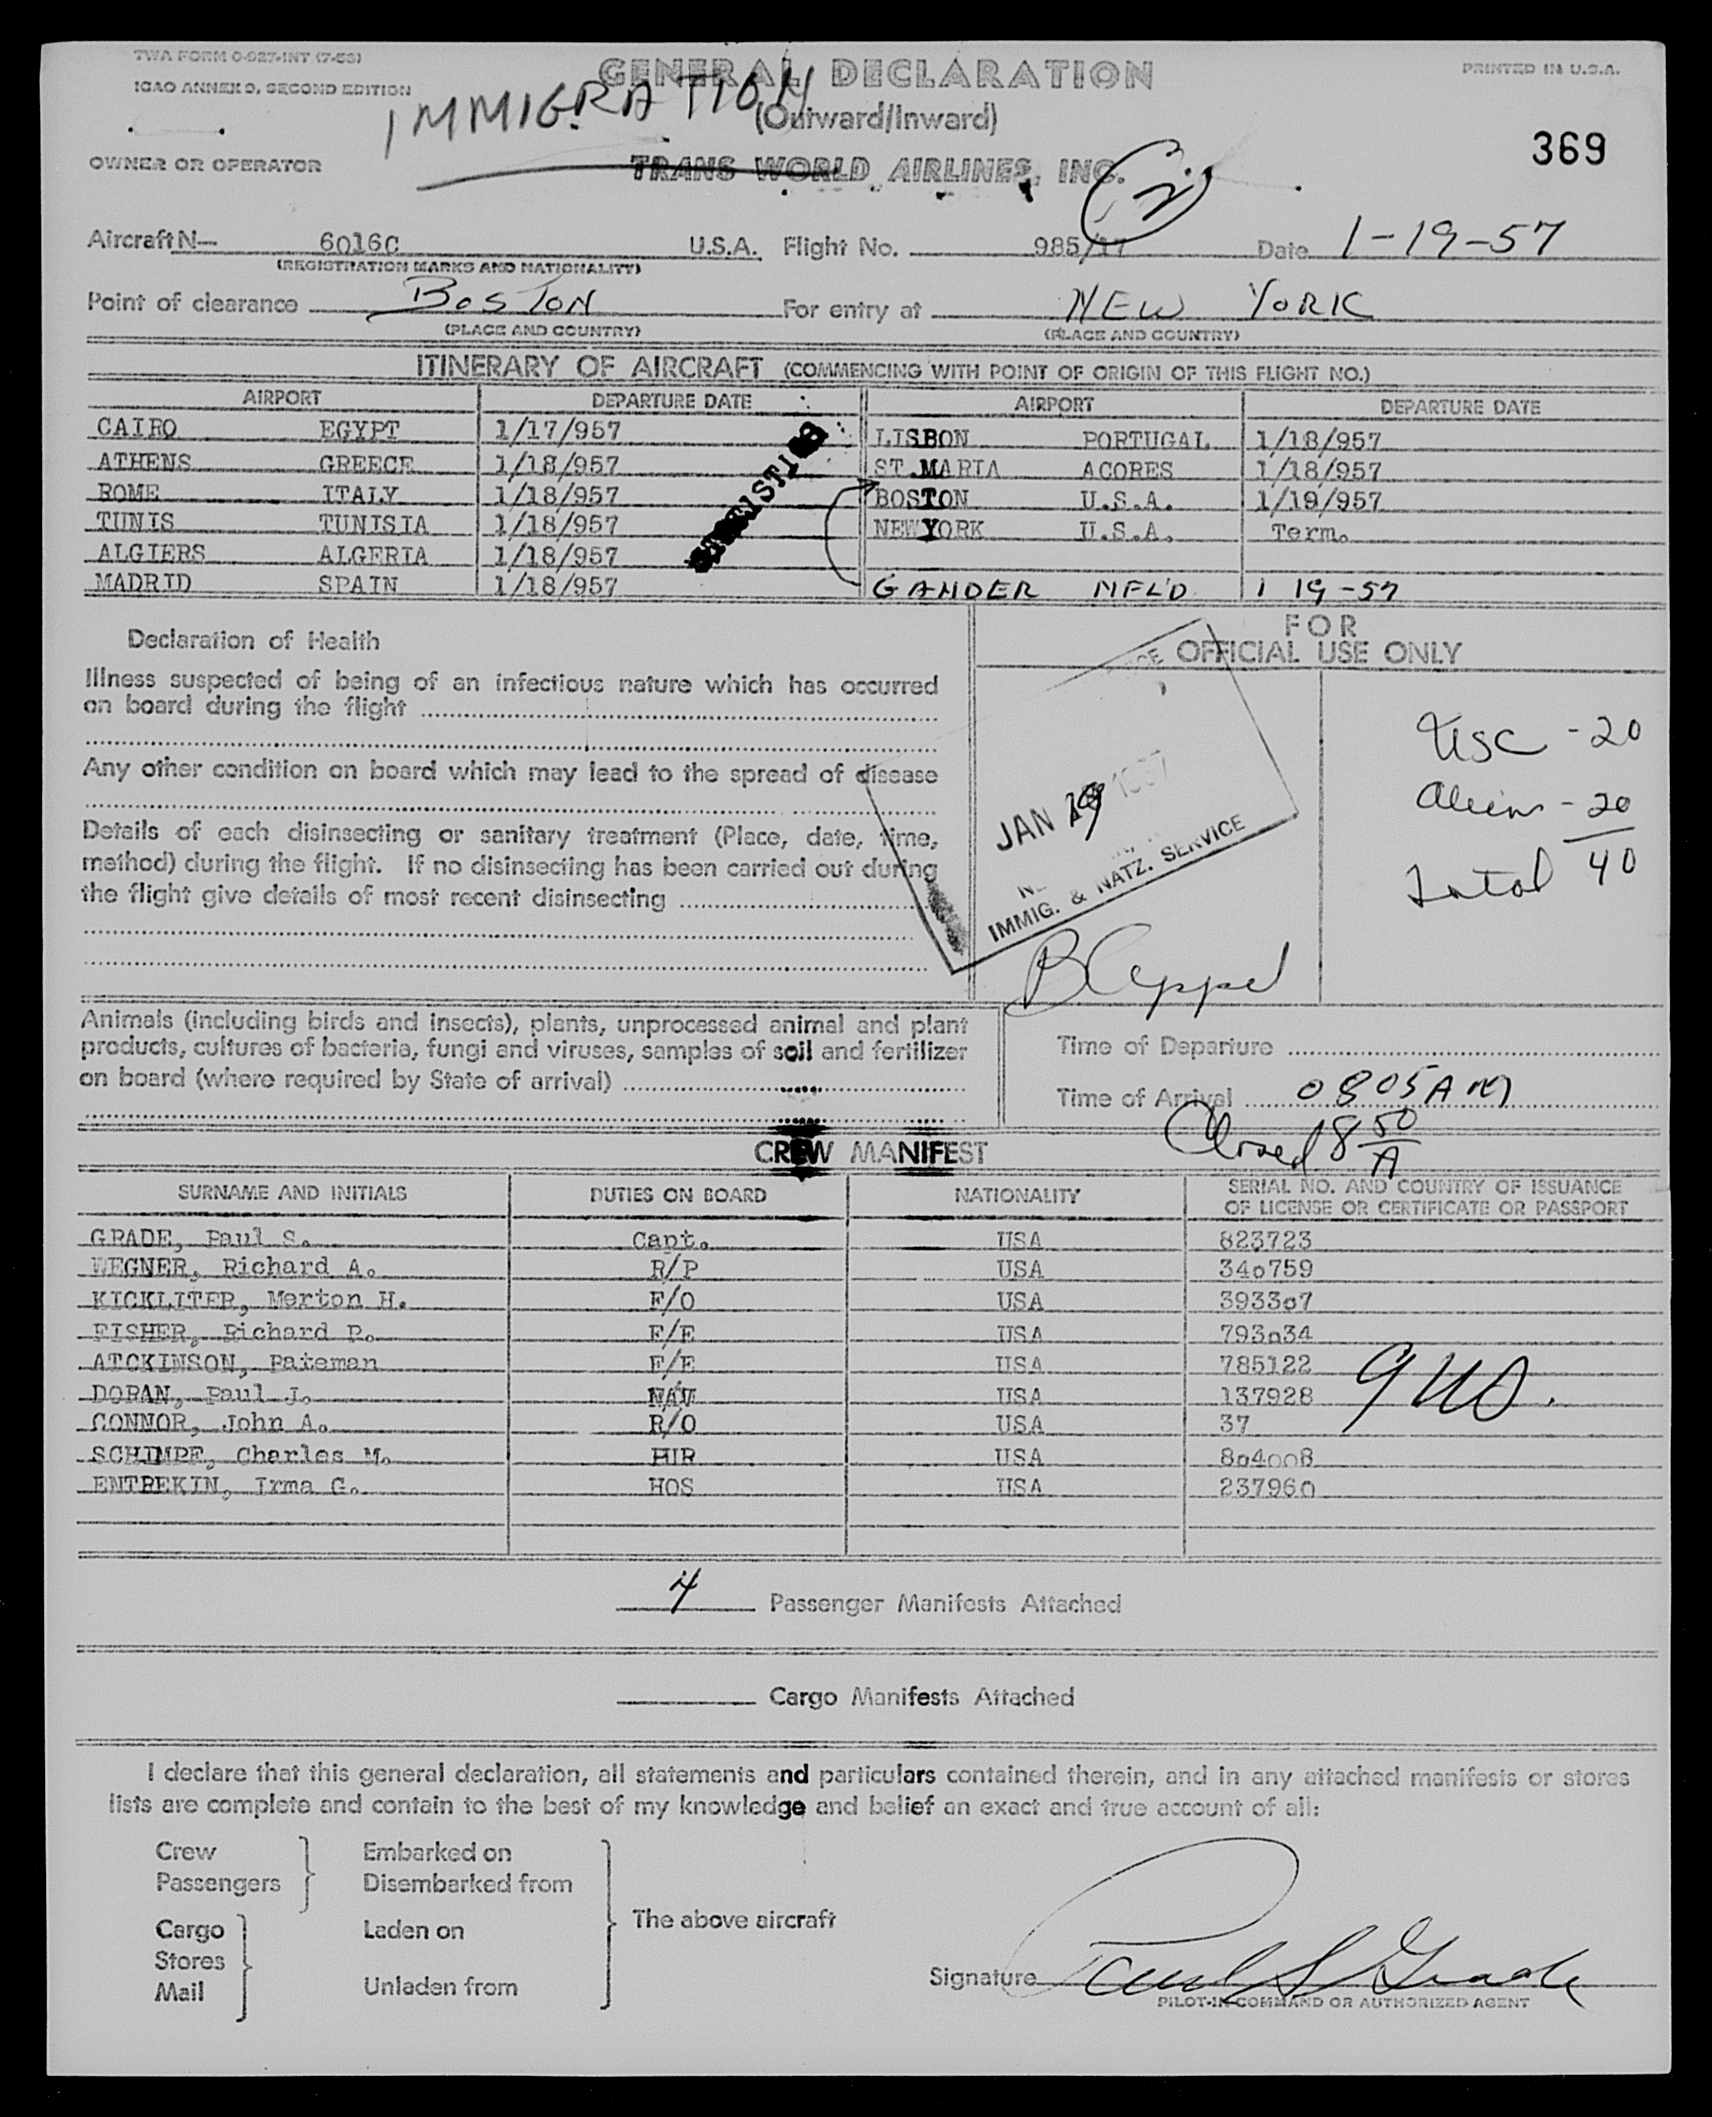 TWA FORM O-927-INT (7-53)
ICAO ANNEX 9, SECOND EDITION
GENERAL DECLARATION
PRINTED IN U.S.A.
IMMIGRATION
(Outward/Inward)
369
OWNER OR OPERATOR
TRANS WORLD AIRLINES, INC.
Aircraft N- 6016C U.S.A. Flight No. 985/17 Date 1-19-57
(REGISTRATION MARKS AND NATIONALITY)
Point of clearance BOSTON For entry at NEW YORK
(PLACE AND COUNTRY) (PLACE AND COUNTRY)
ITINERARY OF AIRCRAFT (COMMENCING WITH POINT OF ORIGIN OF THIS FLIGHT NO.)
AIRPORT DEPARTURE DATE AIRPORT DEPARTURE DATE
CAIRO EGYPT 1/17/957 LISBON PORTUGAL 1/18/957
ATHENS GREECE 1/18/957 ST.MARIA ACORES 1/18/957
ROME ITALY 1/18/957 BOSTON U.S.A. 1/19/957
TUNIS TUNISIA 1/18/957 NEWYORK U.S.A. Term.
ALGIERS ALGERIA 1/18/957
MADRID SPAIN 1/18/957 GANDER NFL'D 1 19-57
Declaration of Health
FOR
OFFICIAL USE ONLY
Illness suspected of being of an infectious nature which has occurred
on board during the flight
USC - 20
Any other condition on board which may lead to the spread of disease
Aliens - 20
Details of each disinsecting or sanitary treatment (Place, date, time,
method) during the flight. If no disinsecting has been carried out during
the flight give details of most recent disinsecting
Total 40
JAN 19 1957
IMMIG. & NATZ. SERVICE
Animals (including birds and insects), plants, unprocessed animal and plant
products, cultures of bacteria, fungi and viruses, samples of soil and fertilizer
on board (where required by State of arrival)
Time of Departure
Time of Arrival 0805AM
Closed 8 50 A
CREW MANIFEST
SURNAME AND INITIALS DUTIES ON BOARD NATIONALITY SERIAL NO. AND COUNTRY OF ISSUANCE
OF LICENSE OR CERTIFICATE OR PASSPORT
GRADE, Paul S. Capt. USA 823723
WEGNER, Richard A. R/P USA 340759
KICKLITER, Merton H. F/O USA 393307
FISHER, Richard P. F/E USA 793034
ATCKINSON, Pateman F/E USA 785122
DORAN, Paul J. NAV USA 137928
CONNOR, John A. R/O USA 37
SCHIMPF, Charles M. PUR USA 804008
ENTREKIN, Irma G. HOS USA 237960
4 Passenger Manifests Attached
Cargo Manifests Attached
I declare that this general declaration, all statements and particulars contained therein, and in any attached manifests or stores
lists are complete and contain to the best of my knowledge and belief an exact and true account of all:
Crew Embarked on
Passengers Disembarked from
The above aircraft
Cargo Laden on
Stores
Mail Unladen from
Signature Paul S Grade
PILOT-IN-COMMAND OR AUTHORIZED AGENT